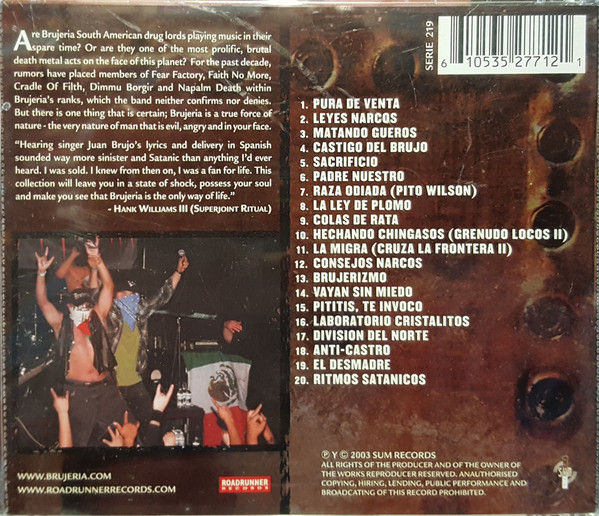 Are Brujeria South American drug lords playing music in their
spare time? Or are they one of the most prolific, brutal
death metal acts on the face of this planet? For the past decade,
rumors have placed members of Fear Factory, Faith No More,
Cradle Of Filth, Dimmu Borgir and Napalm Death within
Brujeria's ranks, which the band neither confirms nor denies.
But there is one thing that is certain; Brujeria is a true force of
nature - the very nature of man that is evil, angry and in your face.
"Hearing singer Juan Brujo's lyrics and delivery in Spanish
sounded way more sinister and Satanic than anything I'd ever
heard. I was sold. I knew from then on, I was a fan for life. This
collection will leave you in a state of shock, possess your soul
and make you see that Brujeria is the only way of life."
- Hank Williams III (Superjoint Ritual)
WWW.BRUJERIA.COM
WWW.ROADRUNNERRECORDS.COM
ROADRUNNER
RECORDS
SERIE 219
6 10535 27712 1
1. PURA DE VENTA
2. LEYES NARCOS
3. MATANDO GUEROS
4. CASTIGO DEL BRUJO
5. SACRIFICIO
6. PADRE NUESTRO
7. RAZA ODIADA (PITO WILSON)
8. LA LEY DE PLOMO
9. COLAS DE RATA
10. HECHANDO CHINGASOS (GRENUDO LOCOS II)
11. LA MIGRA (CRUZA LA FRONTERA II)
12. CONSEJOS NARCOS
13. BRUJERIZMO
14. VAYAN SIN MIEDO
15. PITITIS, TE INVOCO
16. LABORATORIO CRISTALITOS
17. DIVISION DEL NORTE
18. ANTI-CASTRO
19. EL DESMADRE
20. RITMOS SATANICOS
℗ Y © 2003 SUM RECORDS
ALL RIGHTS OF THE PRODUCER AND OF THE OWNER OF
THE WORKS REPRODUCER RESERVED. ANAUTHORISED
COPYING, HIRING, LENDING, PUBLIC PERFORMANCE AND
BROADCATING OF THIS RECORD PROHIBITED.